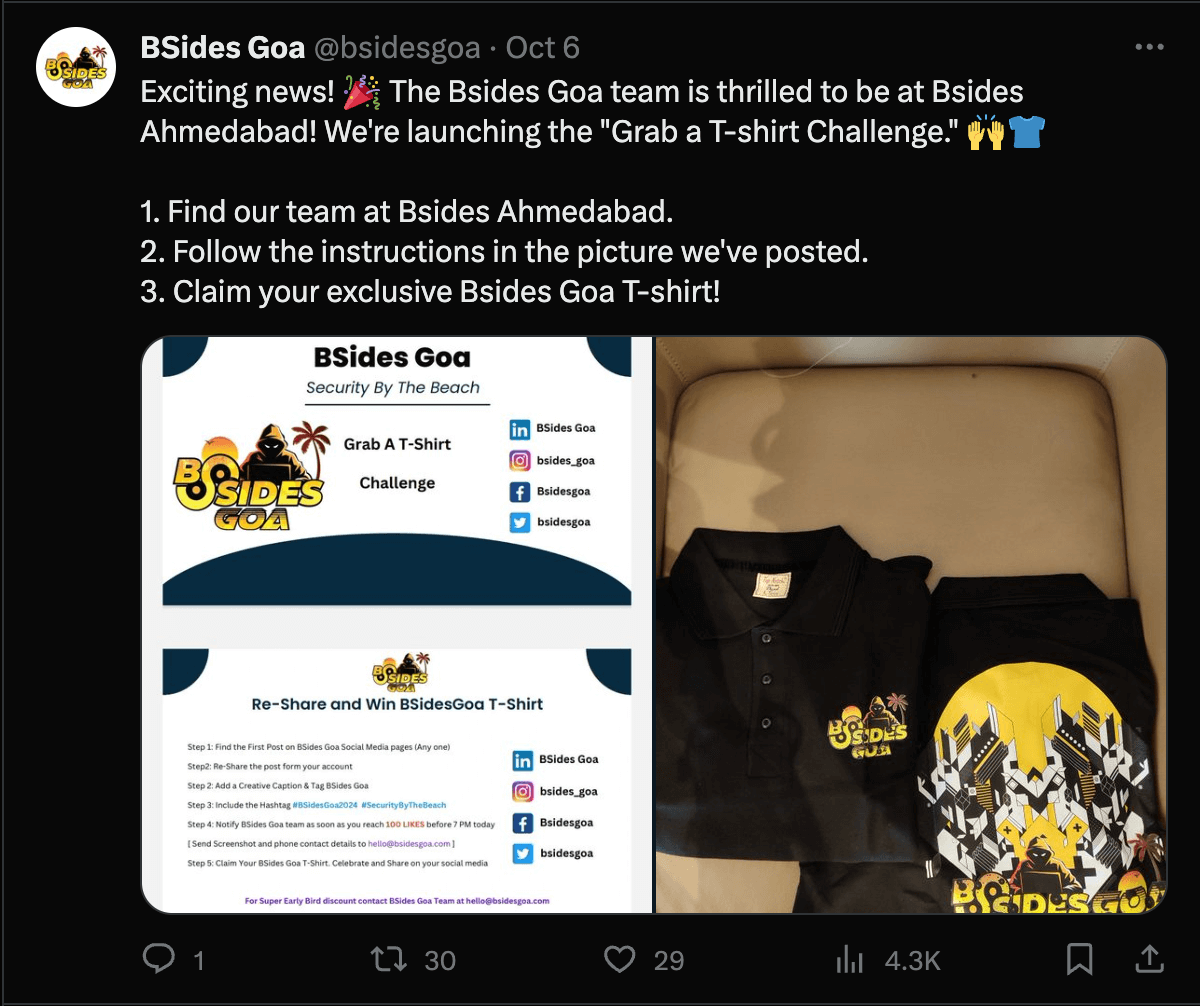 BSides Goa @bsidesgoa · Oct 6
Exciting news! 🎉 The Bsides Goa team is thrilled to be at Bsides
Ahmedabad! We're launching the "Grab a T-shirt Challenge." 🙌👕
1. Find our team at Bsides Ahmedabad.
2. Follow the instructions in the picture we've posted.
3. Claim your exclusive Bsides Goa T-shirt!
BSides Goa
Security By The Beach
BSIDES
GOA
Grab A T-Shirt
Challenge
in BSides Goa
bsides_goa
Bsidesgoa
bsidesgoa
BSIDES
GOA
Re-Share and Win BSidesGoa T-Shirt
Step 1: Find the First Post on BSides Goa Social Media pages (Any one)
Step2: Re-Share the post form your account
Step 2: Add a Creative Caption & Tag BSides Goa
Step 3: Include the Hashtag #BSidesGoa2024 #SecurityByTheBeach
Step 4: Notify BSides Goa team as soon as you reach 100 LIKES before 7 PM today
[ Send Screenshot and phone contact details to hello@bsidesgoa.com ]
Step 5: Claim Your BSides Goa T-Shirt. Celebrate and Share on your social media
in BSides Goa
bsides_goa
Bsidesgoa
bsidesgoa
For Super Early Bird discount contact BSides Goa Team at hello@bsidesgoa.com
BSIDES
GOA
BSIDES GOA
1
30
29
4.3K